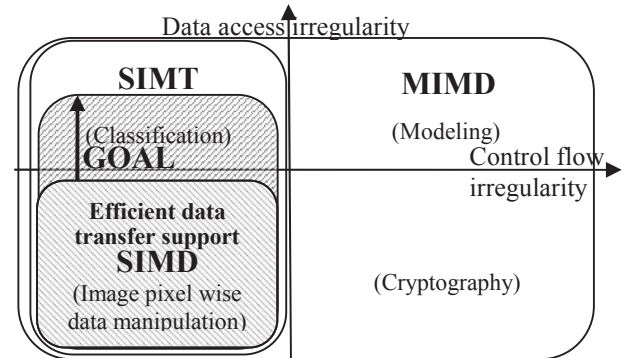 Data access irregularity
SIMT
MIMD
(Classification)
(Modeling)
GOAL
Control flow
irregularity
Efficient data
transfer support
SIMD
(Image pixel wise
data manipulation)
(Cryptography)